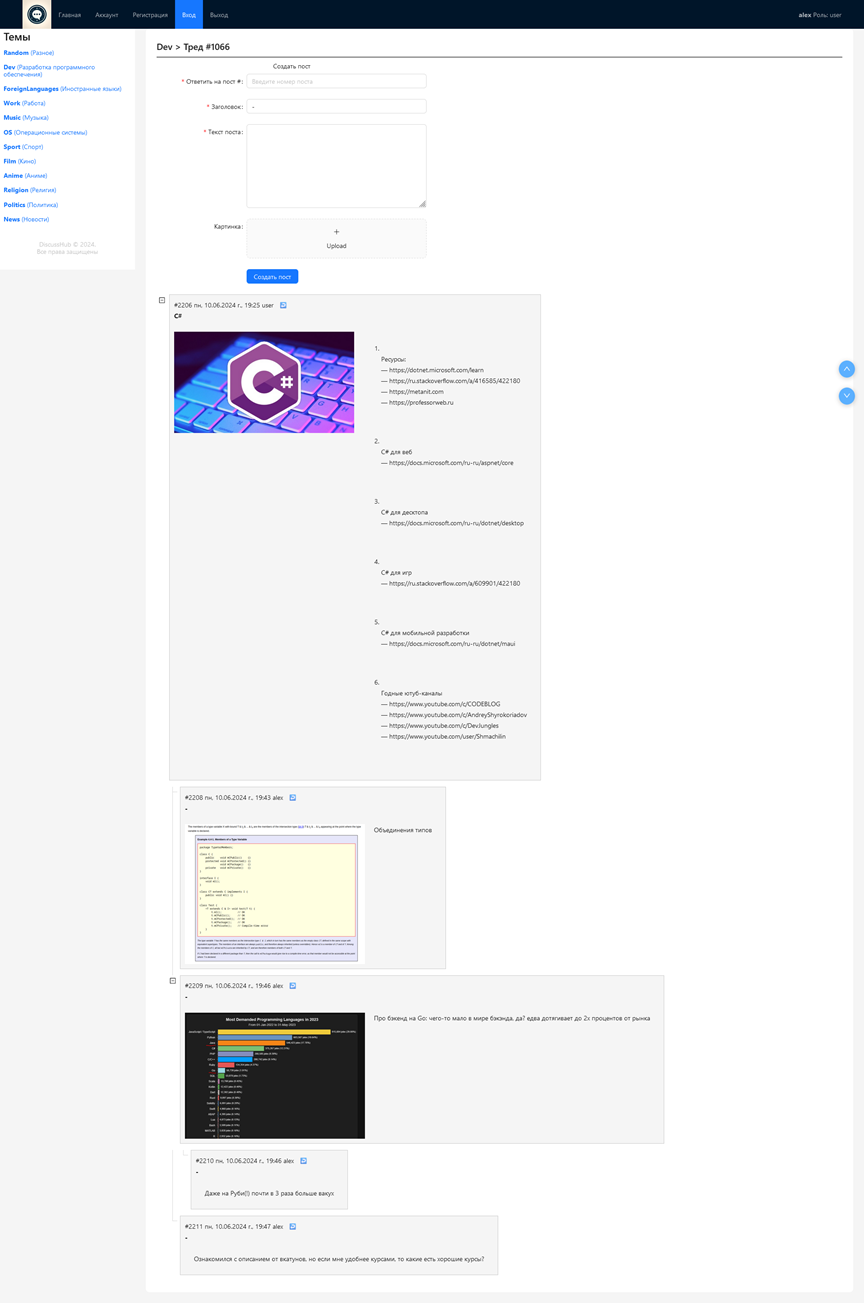 Главная Аккаунт Регистрация Вход Выход alex Роль: user
Темы
Random (Разное)
Dev (Разработка программного
обеспечения)
ForeignLanguages (Иностранные языки)
Work (Работа)
Music (Музыка)
OS (Операционные системы)
Sport (Спорт)
Film (Кино)
Anime (Аниме)
Religion (Религия)
Politics (Политика)
News (Новости)
DiscussHub © 2024.
Все права защищены.
Dev > Тред #1066
Создать пост
* Ответить на пост #: Введите номер поста
* Заголовок: -
* Текст поста:
Картинка:
+
Upload
Создать пост
#2206 пн, 10.06.2024 г., 19:25 user
C#
C#
1.
Ресурсы:
— https://dotnet.microsoft.com/learn
— https://ru.stackoverflow.com/a/416585/422180
— https://metanit.com
— https://professorweb.ru
2.
C# для веб
— https://docs.microsoft.com/ru-ru/aspnet/core
3.
C# для десктопа
— https://docs.microsoft.com/ru-ru/dotnet/desktop
4.
C# для игр
— https://ru.stackoverflow.com/a/609901/422180
5.
C# для мобильной разработки
— https://docs.microsoft.com/ru-ru/dotnet/maui
6.
Годные ютуб-каналы
— https://www.youtube.com/c/CODEBLOG
— https://www.youtube.com/c/AndreyShyrokoriadov
— https://www.youtube.com/c/DevJungles
— https://www.youtube.com/user/Shmachilin
#2208 пн, 10.06.2024 г., 19:43 alex
-
Объединения типов
#2209 пн, 10.06.2024 г., 19:46 alex
-
Most Demanded Programming Languages in 2023
Про бэкенд на Go: чего-то мало в мире бэкэнда, да? едва дотягивает до 2х процентов от рынка
#2210 пн, 10.06.2024 г., 19:46 alex
-
Даже на Руби(!) почти в 3 раза больше вакух
#2211 пн, 10.06.2024 г., 19:47 alex
-
Ознакомился с описанием от вкатунов, но если мне удобнее курсами, то какие есть хорошие курсы?